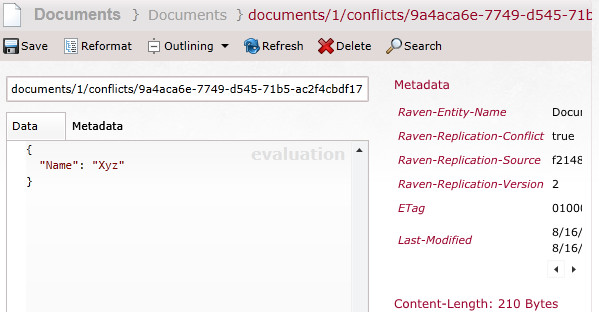 Documents } Documents } documents/1/conflicts/9a4aca6e-7749-d545-71b
Save Reformat Outlining Refresh Delete Search
documents/1/conflicts/9a4aca6e-7749-d545-71b5-ac2f4cbdf17
Data Metadata
evaluation
{
"Name": "Xyz"
}
Metadata
Raven-Entity-Name Docu
Raven-Replication-Conflict true
Raven-Replication-Source f2148
Raven-Replication-Version 2
ETag 0100
Last-Modified 8/16/
8/16/
Content-Length: 210 Bytes